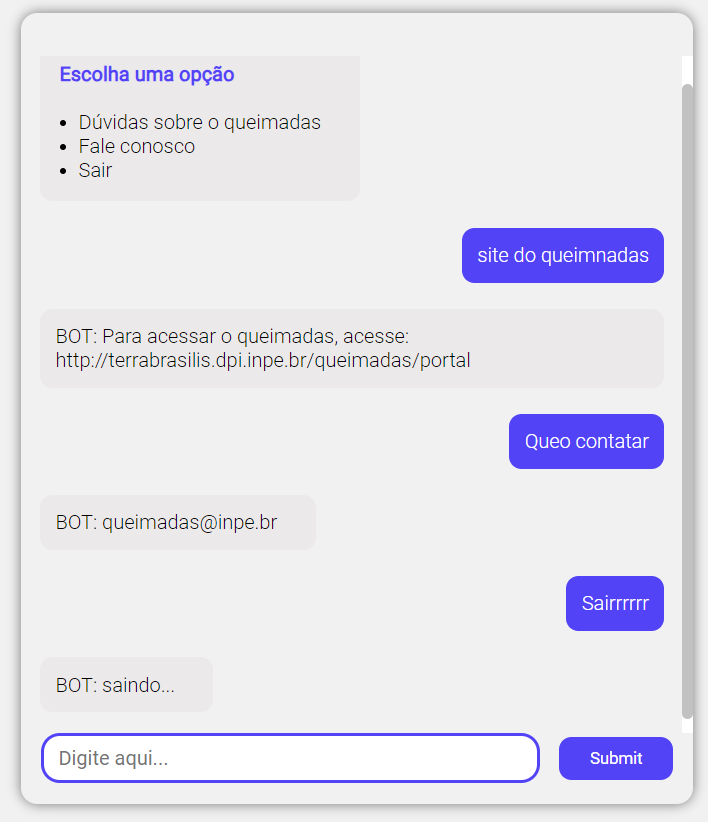 Escolha uma opção
Dúvidas sobre o queimadas
Fale conosco
Sair
site do queimnadas
BOT: Para acessar o queimadas, acesse:
http://terrabrasilis.dpi.inpe.br/queimadas/portal
Queo contatar
BOT: queimadas@inpe.br
Sairrrrrr
BOT: saindo...
Digite aqui...
Submit